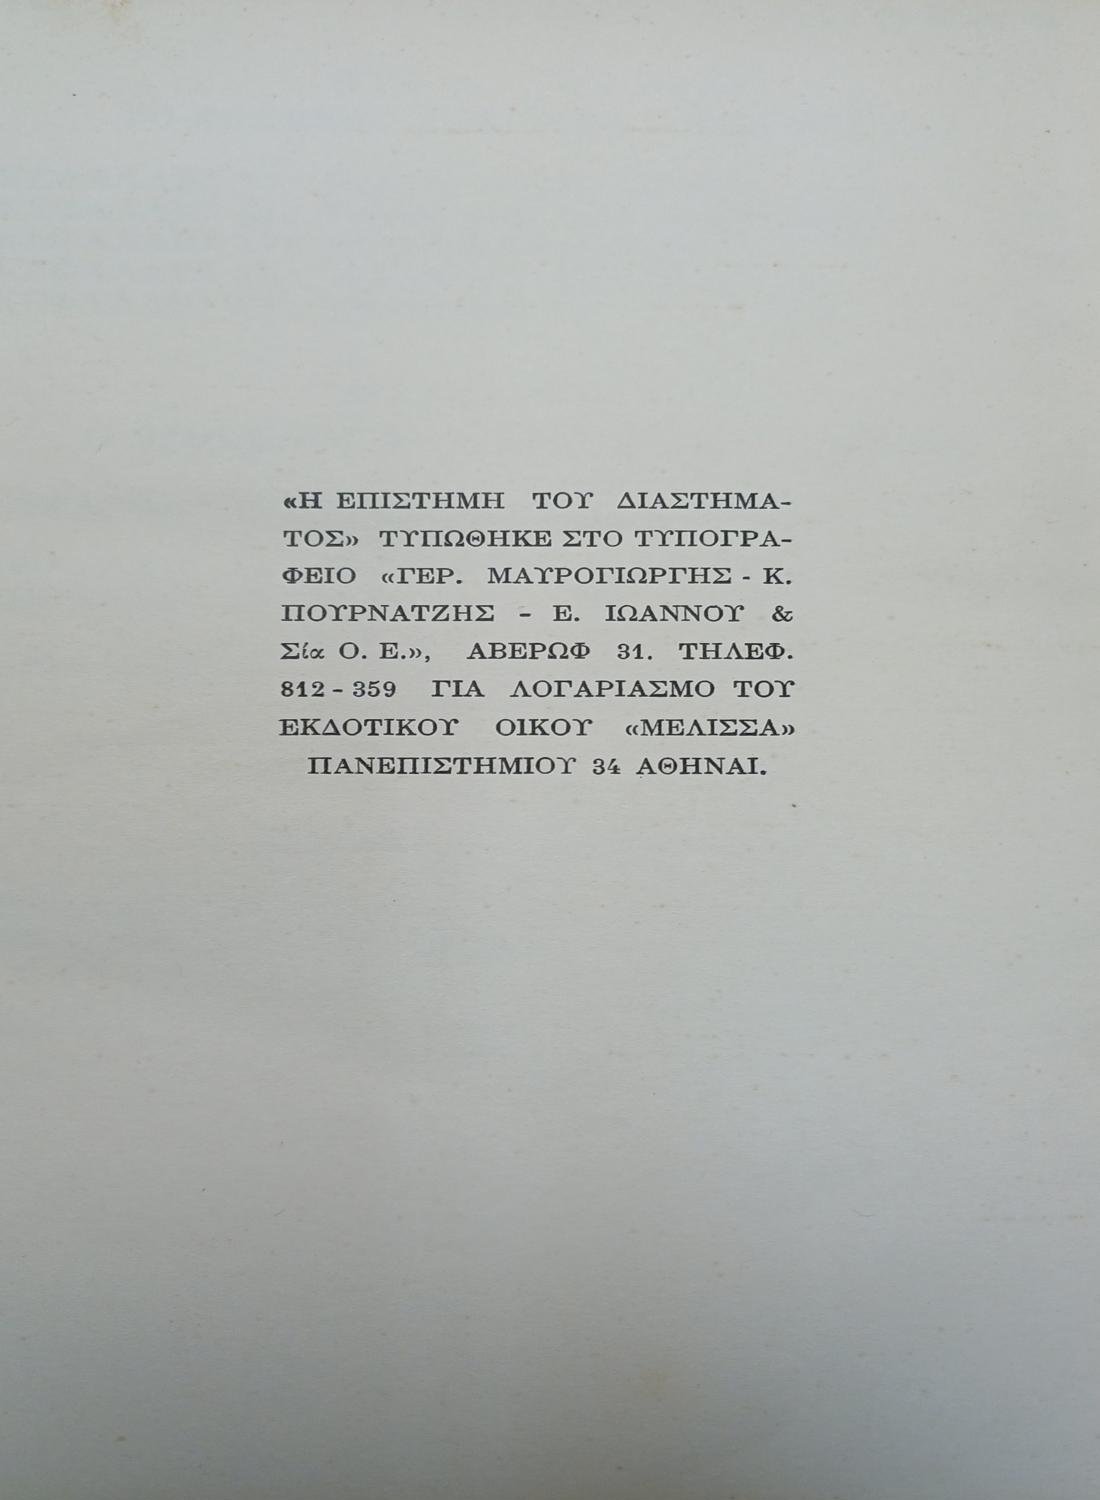 «Η ΕΠΙΣΤΗΜΗ ΤΟΥ ΔΙΑΣΤΗΜΑ-
ΤΟΣ» ΤΥΠΩΘΗΚΕ ΣΤΟ ΤΥΠΟΓΡΑ-
ΦΕΙΟ «ΓΕΡ. ΜΑΥΡΟΓΙΩΡΓΗΣ - Κ.
ΠΟΥΡΝΑΤΖΗΣ - Ε. ΙΩΑΝΝΟΥ &
Σία Ο. Ε.», ΑΒΕΡΩΦ 31. ΤΗΛΕΦ.
812 - 359 ΓΙΑ ΛΟΓΑΡΙΑΣΜΟ ΤΟΥ
ΕΚΔΟΤΙΚΟΥ ΟΙΚΟΥ «ΜΕΛΙΣΣΑ»
ΠΑΝΕΠΙΣΤΗΜΙΟΥ 34 ΑΘΗΝΑΙ.